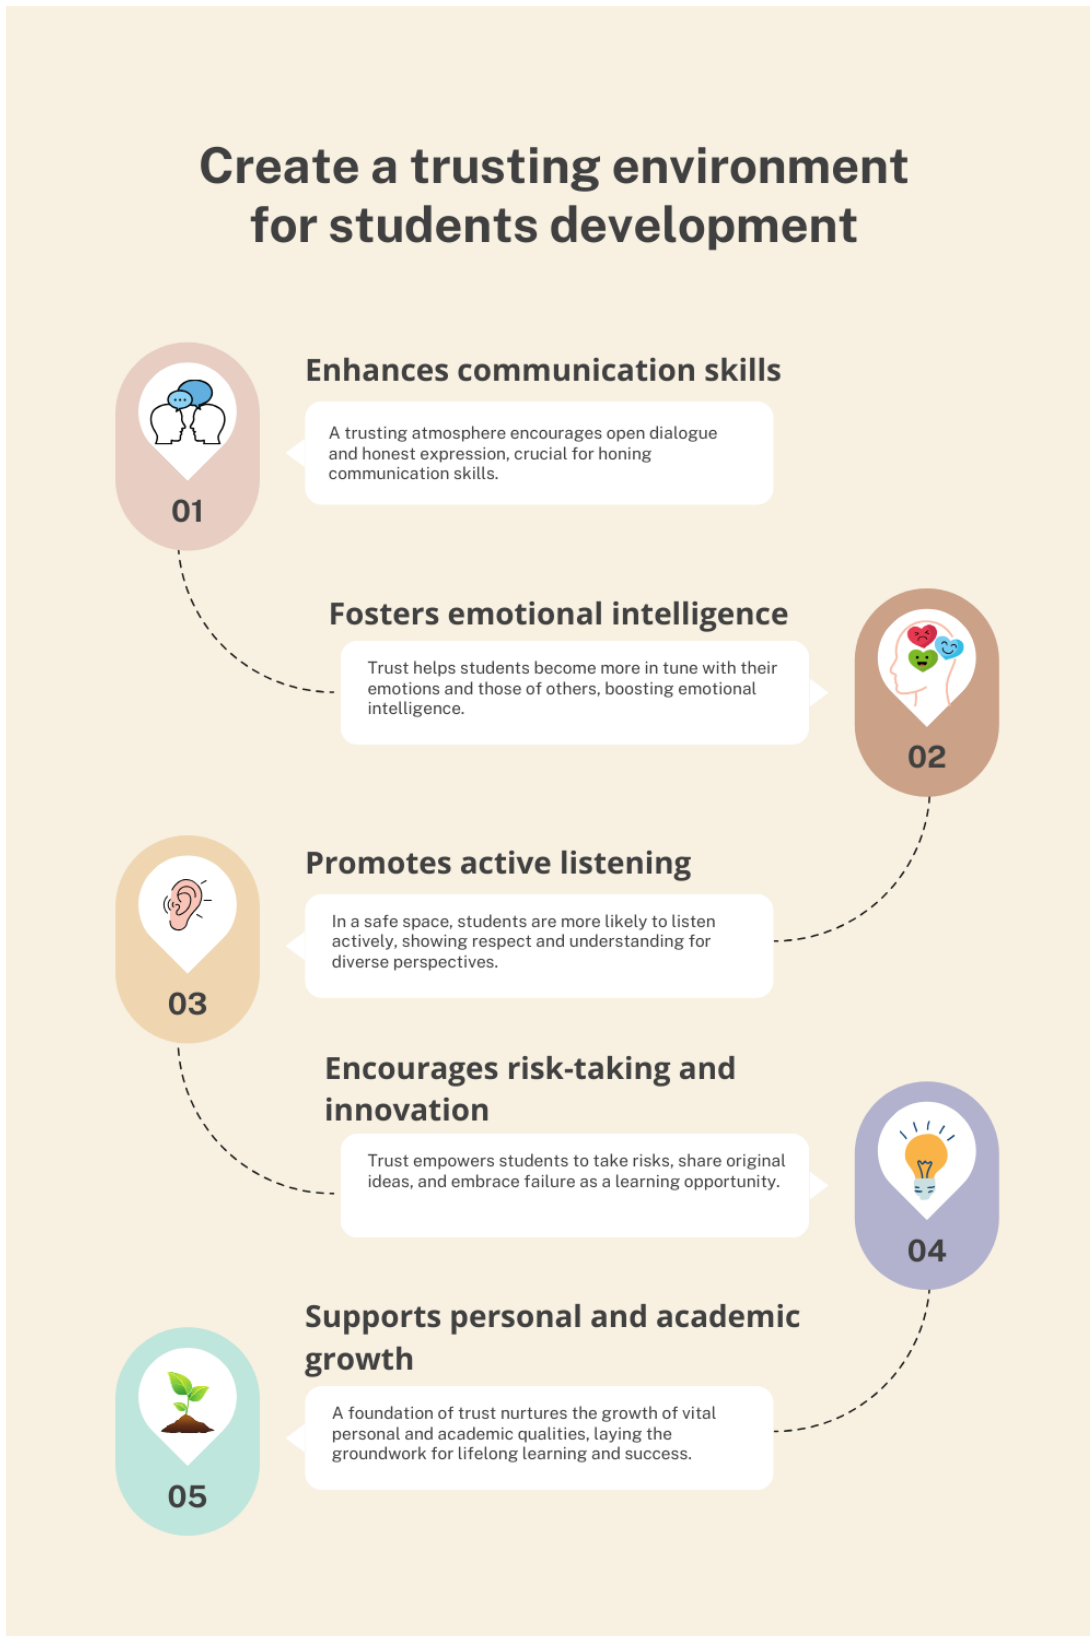 Create a trusting environment
for students development
Enhances communication skills
A trusting atmosphere encourages open dialogue
and honest expression, crucial for honing
communication skills.
01
Fosters emotional intelligence
Trust helps students become more in tune with their
emotions and those of others, boosting emotional
intelligence.
02
Promotes active listening
In a safe space, students are more likely to listen
actively, showing respect and understanding for
diverse perspectives.
03
Encourages risk-taking and
innovation
Trust empowers students to take risks, share original
ideas, and embrace failure as a learning opportunity.
04
Supports personal and academic
growth
A foundation of trust nurtures the growth of vital
personal and academic qualities, laying the
groundwork for lifelong learning and success.
05